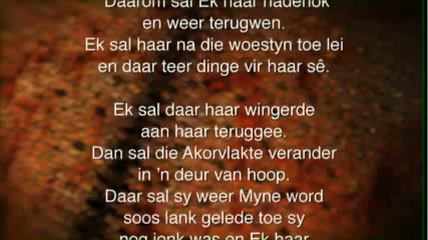 Daarom sal Ek haar naderlok
en weer terugwen.
Ek sal haar na die woestyn toe lei
en daar teer dinge vir haar sê.
Ek sal daar haar wingerde
aan haar teruggee.
Dan sal die Akorvlakte verander
in 'n deur van hoop.
Daar sal sy weer Myne word
soos lank gelede toe sy
nog jonk was en Ek haar